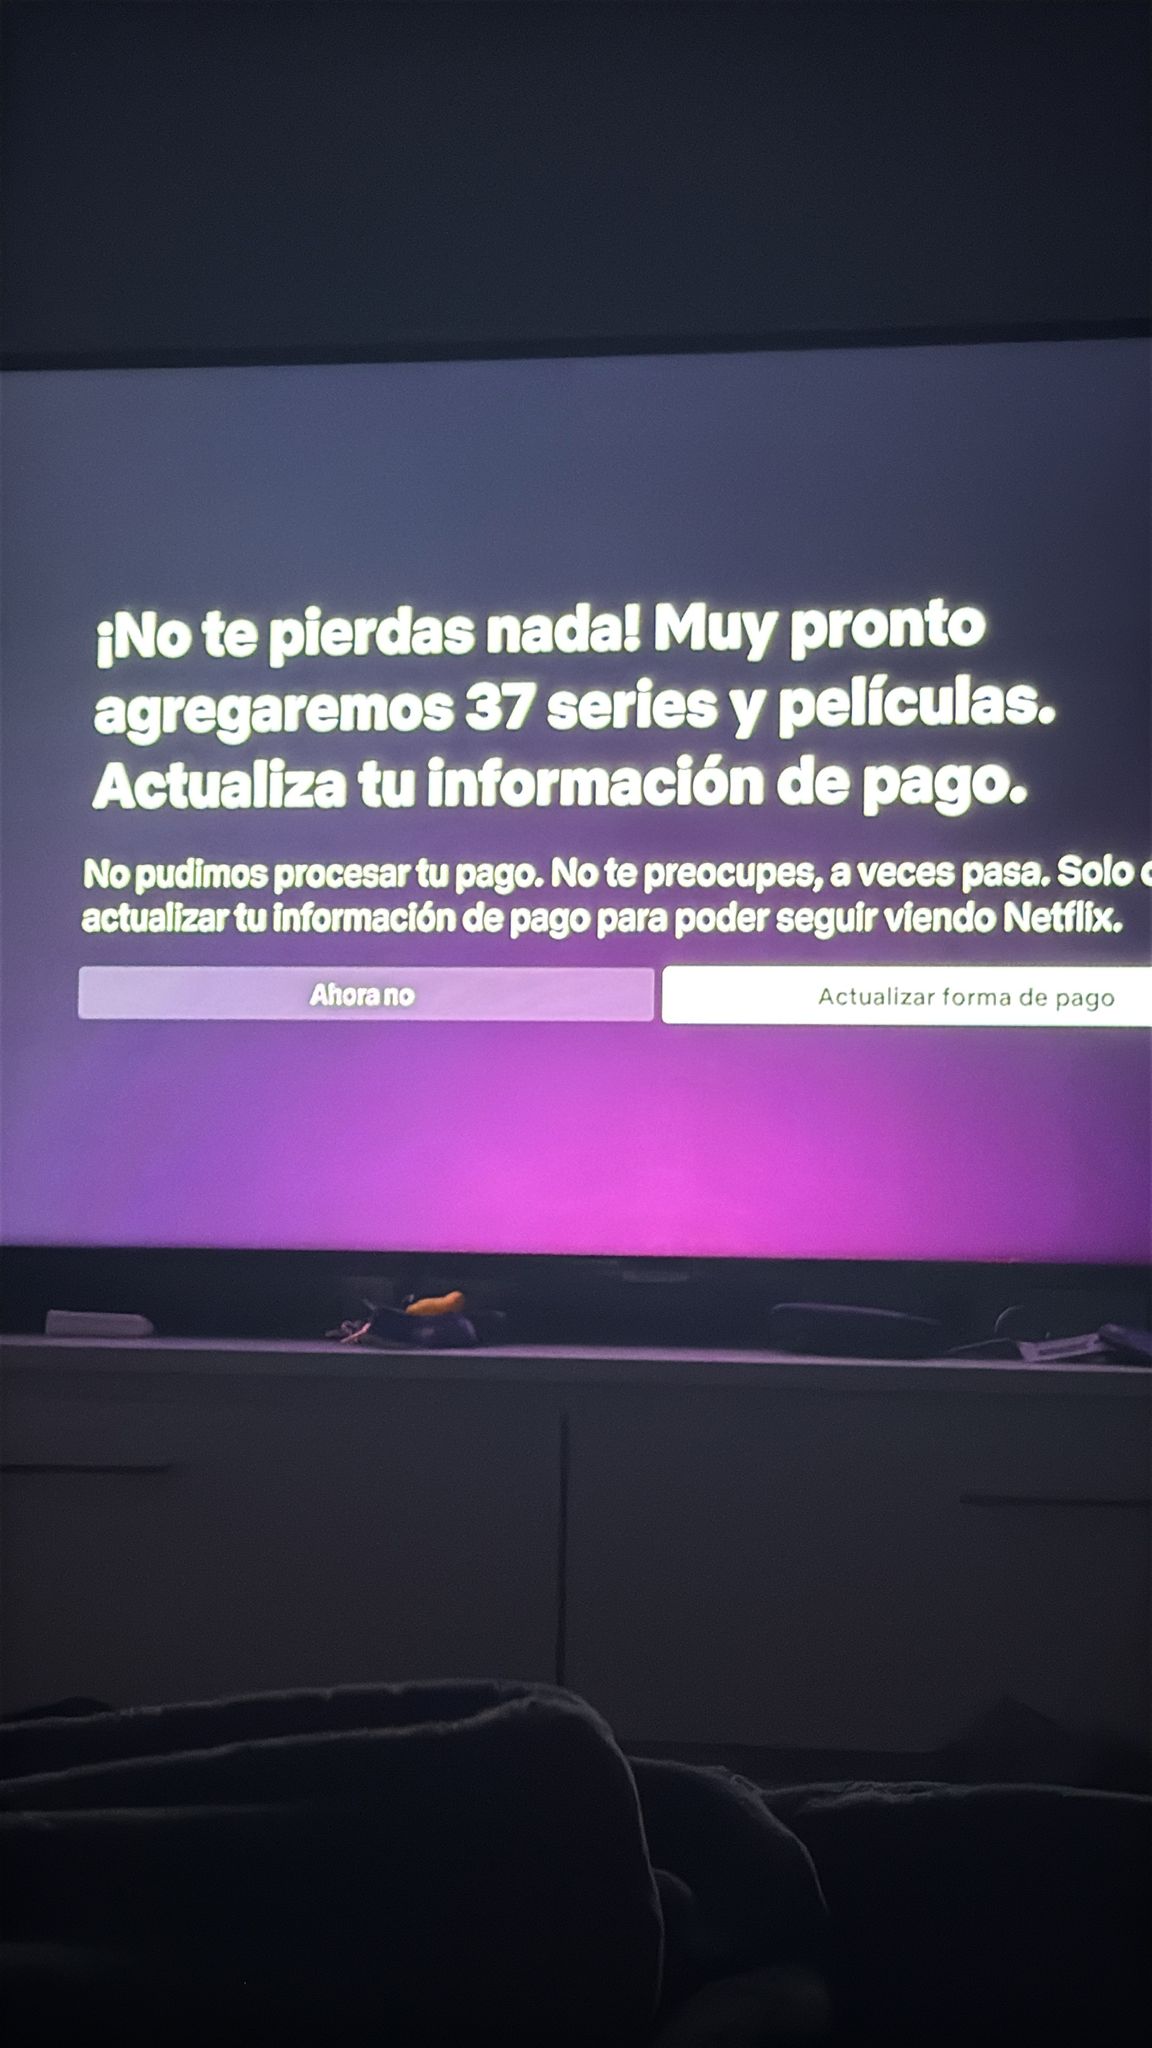 ¡No te pierdas nada! Muy pronto
agregaremos 37 series y películas.
Actualiza tu información de pago.
No pudimos procesar tu pago. No te preocupes, a veces pasa. Solo
actualizar tu información de pago para poder seguir viendo Netflix.
Ahora no
Actualizar forma de pago